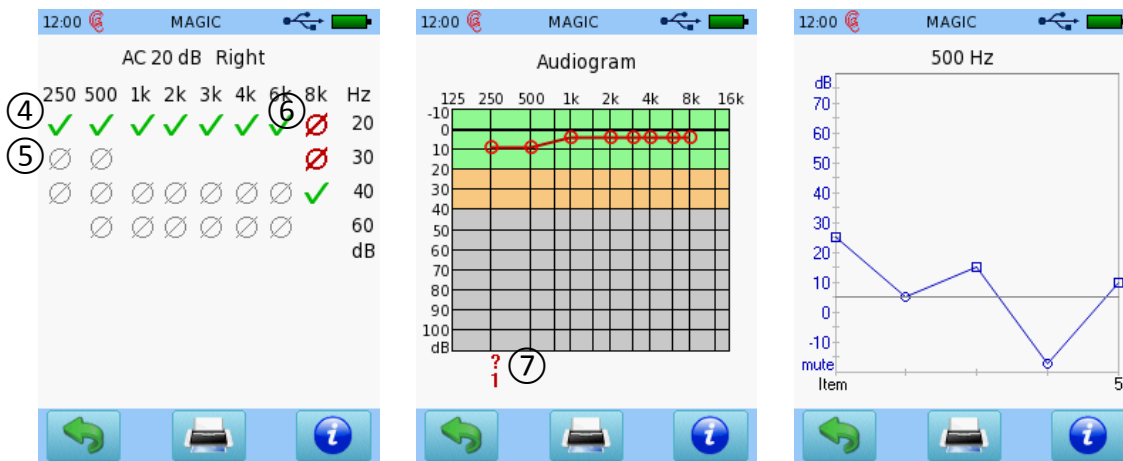 12:00 MAGIC
AC 20 dB Right
④ 250 500 1k 2k 3k 4k 6k ⑥ 8k Hz
20
⑤ 30
40
60
dB
12:00 MAGIC
Audiogram
125 250 500 1k 2k 4k 8k 16k
-10
0
10
20
30
40
50
60
70
80
90
100
dB
? ⑦
1
12:00 MAGIC
500 Hz
dB
70
60
50
40
30
20
10
0
-10
mute
Item 5